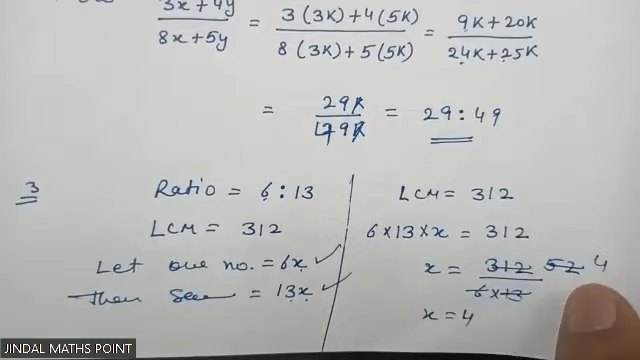 3x+4y / 8x+5y = 3(3K)+4(5K) / 8(3K)+5(5K) = 9K+20K / 24K+25K
= 29K / 49K = 29:49
3 Ratio = 6:13
LCM = 312
Let one no. = 6x
Then = 13x
LCM = 312
6×13×x = 312
x = 312 52 4 / 6×13
x = 4
JINDAL MATHS POINT